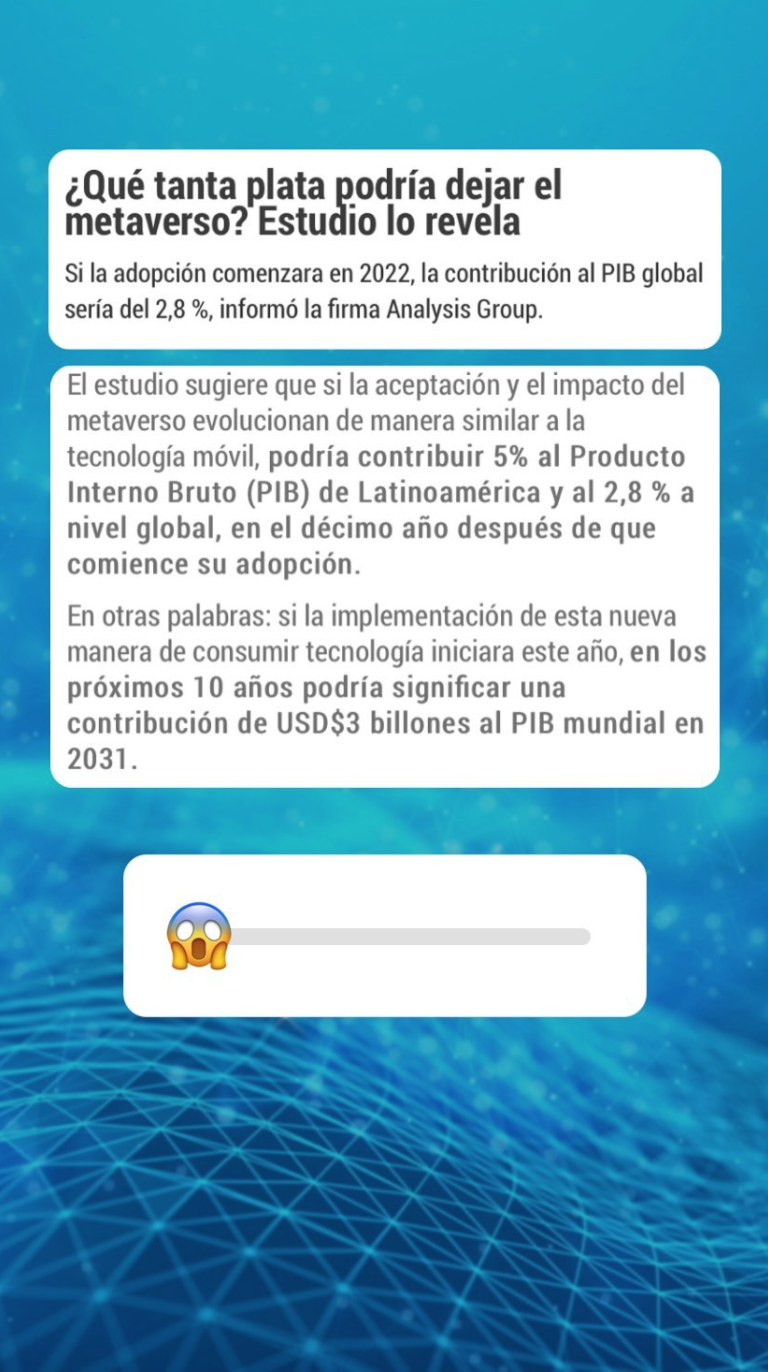 ¿Qué tanta plata podría dejar el
metaverso? Estudio lo revela
Si la adopción comenzara en 2022, la contribución al PIB global
sería del 2,8 %, informó la firma Analysis Group.
El estudio sugiere que si la aceptación y el impacto del
metaverso evolucionan de manera similar a la
tecnología móvil, podría contribuir 5% al Producto
Interno Bruto (PIB) de Latinoamérica y al 2,8 % a
nivel global, en el décimo año después de que
comience su adopción.
En otras palabras: si la implementación de esta nueva
manera de consumir tecnología iniciara este año, en los
próximos 10 años podría significar una
contribución de USD$3 billones al PIB mundial en
2031.